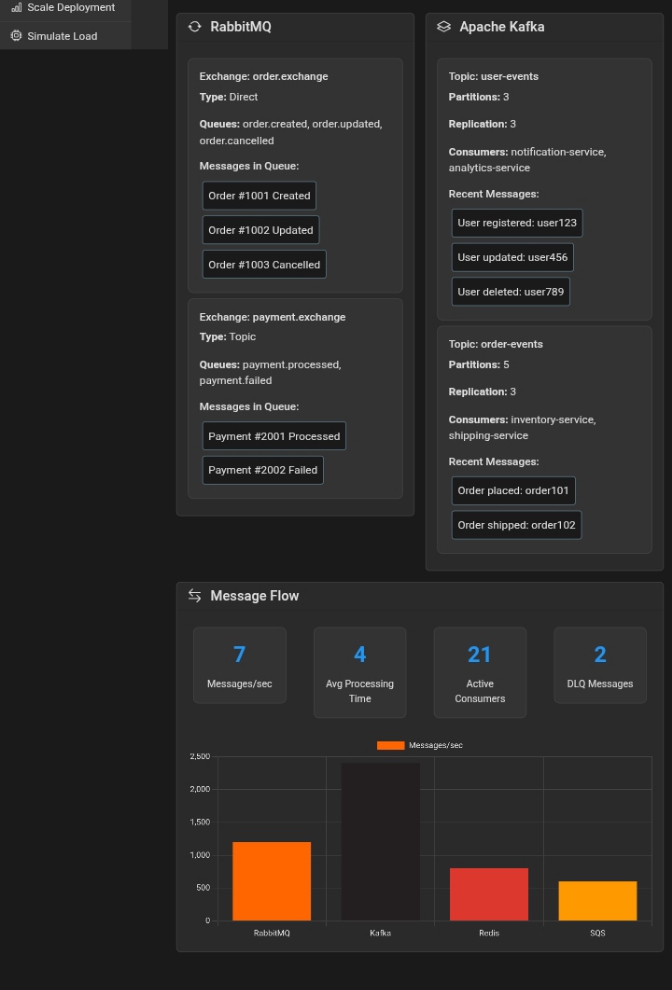 Scale Deployment
Simulate Load
RabbitMQ
Exchange: order.exchange
Type: Direct
Queues: order.created, order.updated,
order.cancelled
Messages in Queue:
Order #1001 Created
Order #1002 Updated
Order #1003 Cancelled
Exchange: payment.exchange
Type: Topic
Queues: payment.processed,
payment.failed
Messages in Queue:
Payment #2001 Processed
Payment #2002 Failed
Apache Kafka
Topic: user-events
Partitions: 3
Replication: 3
Consumers: notification-service,
analytics-service
Recent Messages:
User registered: user123
User updated: user456
User deleted: user789
Topic: order-events
Partitions: 5
Replication: 3
Consumers: inventory-service,
shipping-service
Recent Messages:
Order placed: order101
Order shipped: order102
Message Flow
7
Messages/sec
4
Avg Processing
Time
21
Active
Consumers
2
DLQ Messages
Messages/sec
2,500
2,000
1,500
1,000
500
0
RabbitMQ
Kafka
Redis
SQS